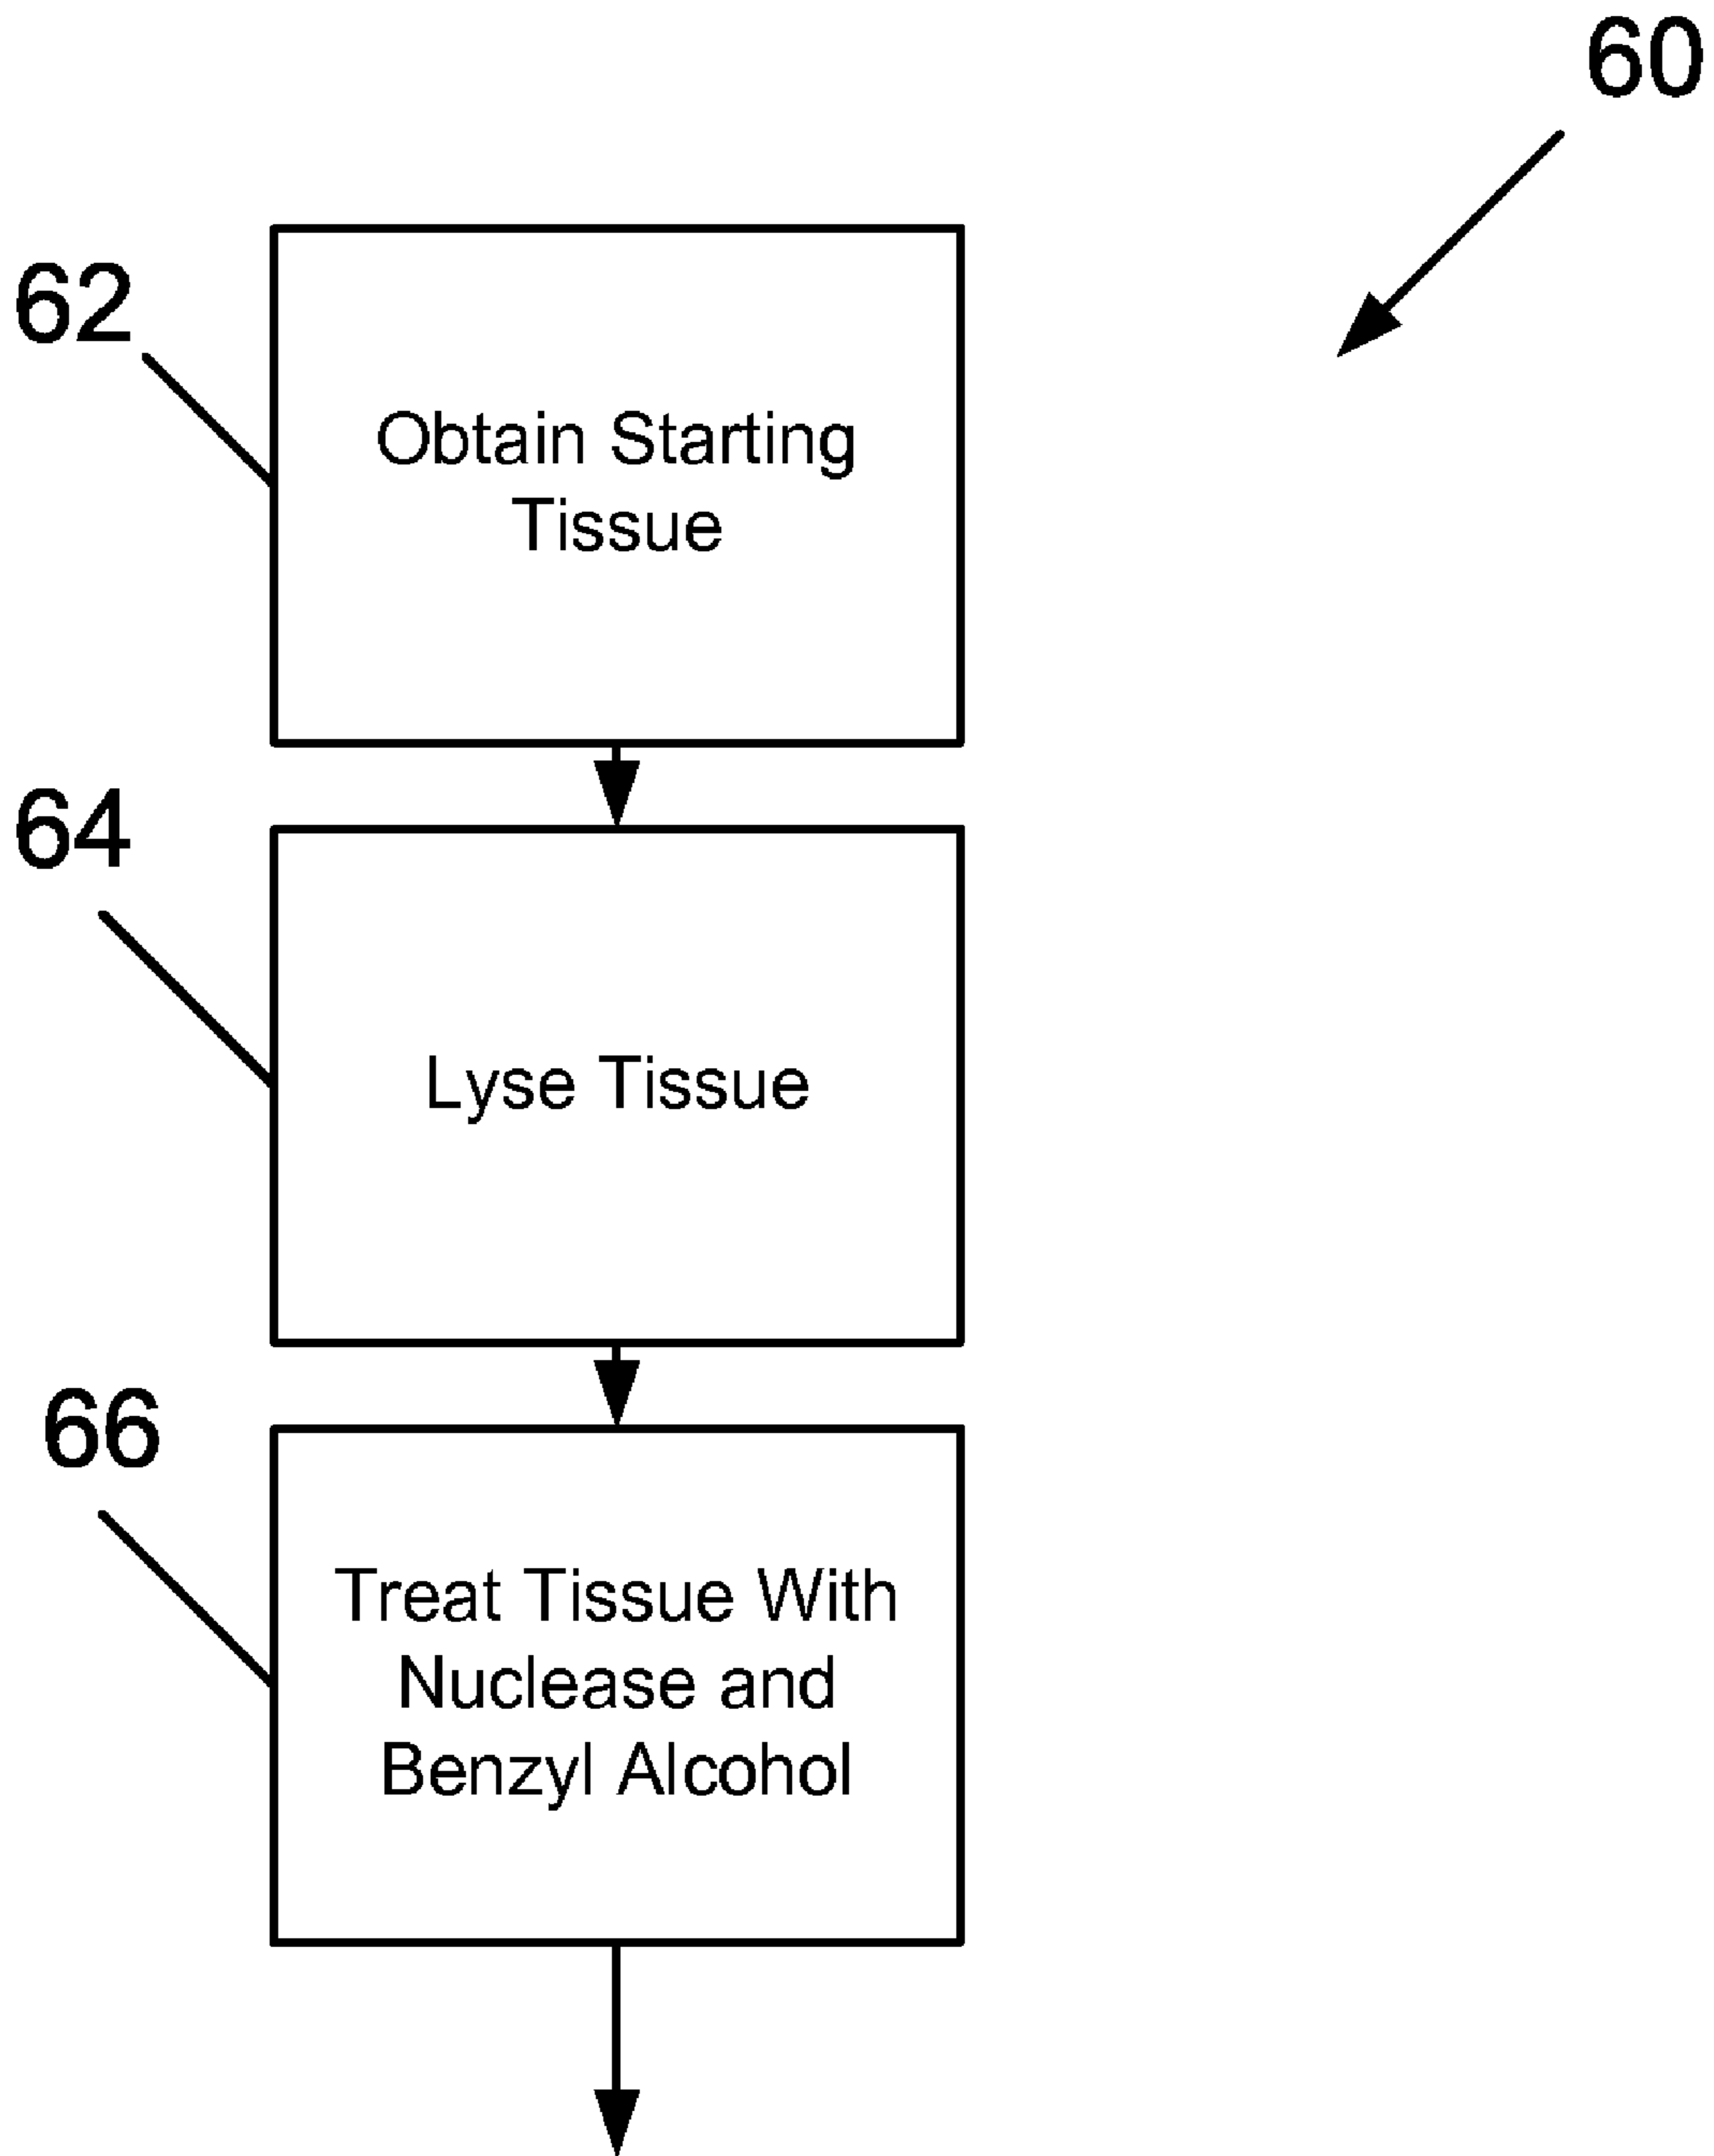 60
62
Obtain Starting
Tissue
64
Lyse Tissue
66
Treat Tissue With
Nuclease and
Benzyl Alcohol